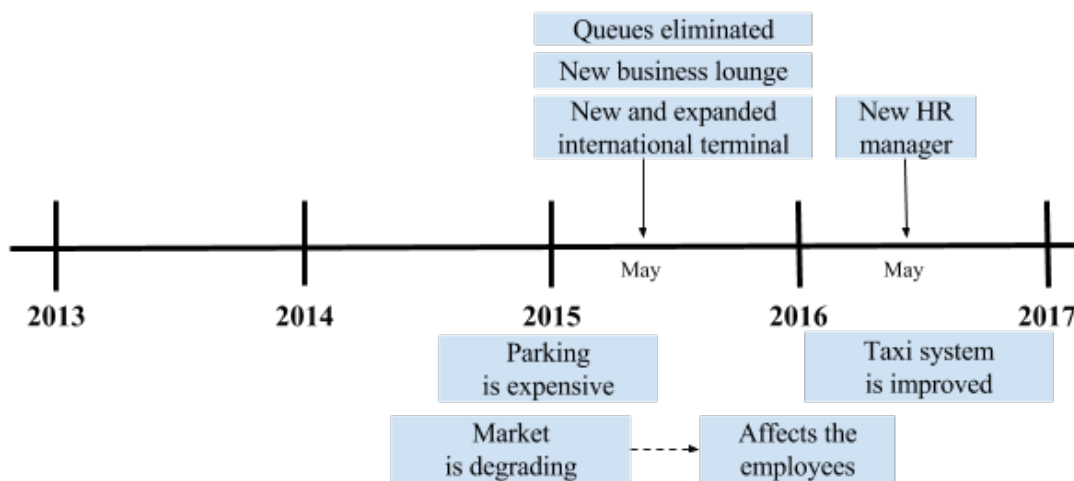 Queues eliminated
New business lounge
New and expanded
international terminal
New HR
manager
May
May
2013
2014
2015
2016
2017
Parking
is expensive
Taxi system
is improved
Market
is degrading
Affects the
employees